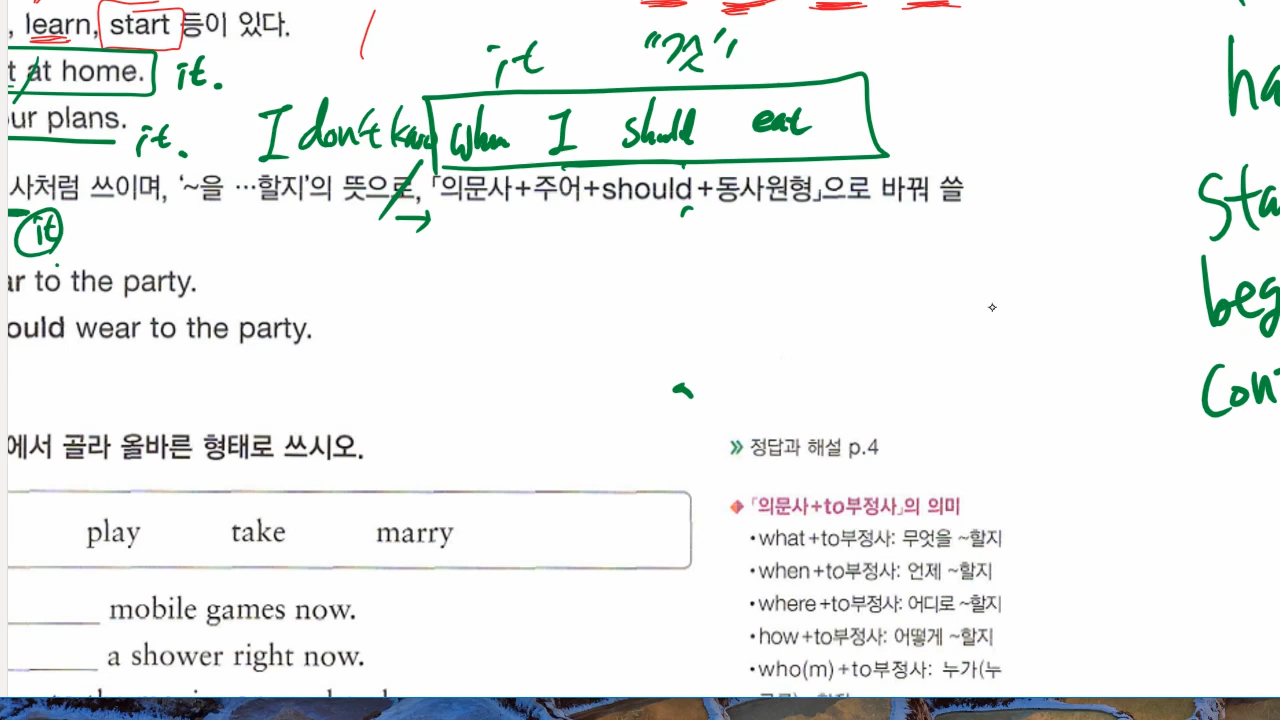 , learn, start 등이 있다.
t at home. it.
it "것"
ur plans. it.
I don't know when I should eat
사처럼 쓰이며, '~을 …할지'의 뜻으로, 「의문사+주어+should+동사원형」으로 바꿔 쓸
it
ar to the party.
ould wear to the party.
에서 골라 올바른 형태로 쓰시오.
play take marry
mobile games now.
a shower right now.
» 정답과 해설 p.4
◆ 「의문사+to부정사」의 의미
•what+to부정사: 무엇을 ~할지
•when+to부정사: 언제 ~할지
•where+to부정사: 어디로 ~할지
•how+to부정사: 어떻게 ~할지
•who(m)+to부정사: 누가(누
ha
sta
beg
con